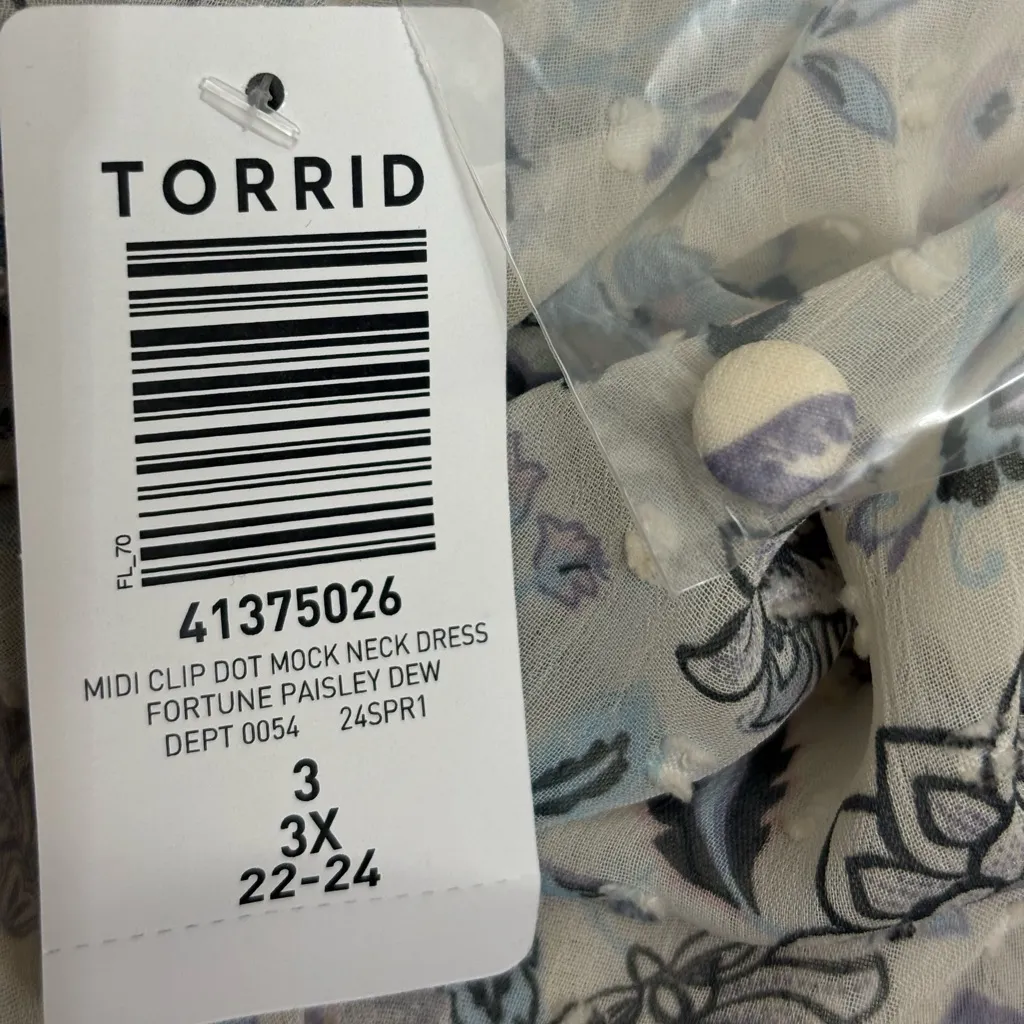 TORRID
FL_70
41375026
MIDI CLIP DOT MOCK NECK DRESS
FORTUNE PAISLEY DEW
DEPT 0054 24SPR1
3
3X
22-24